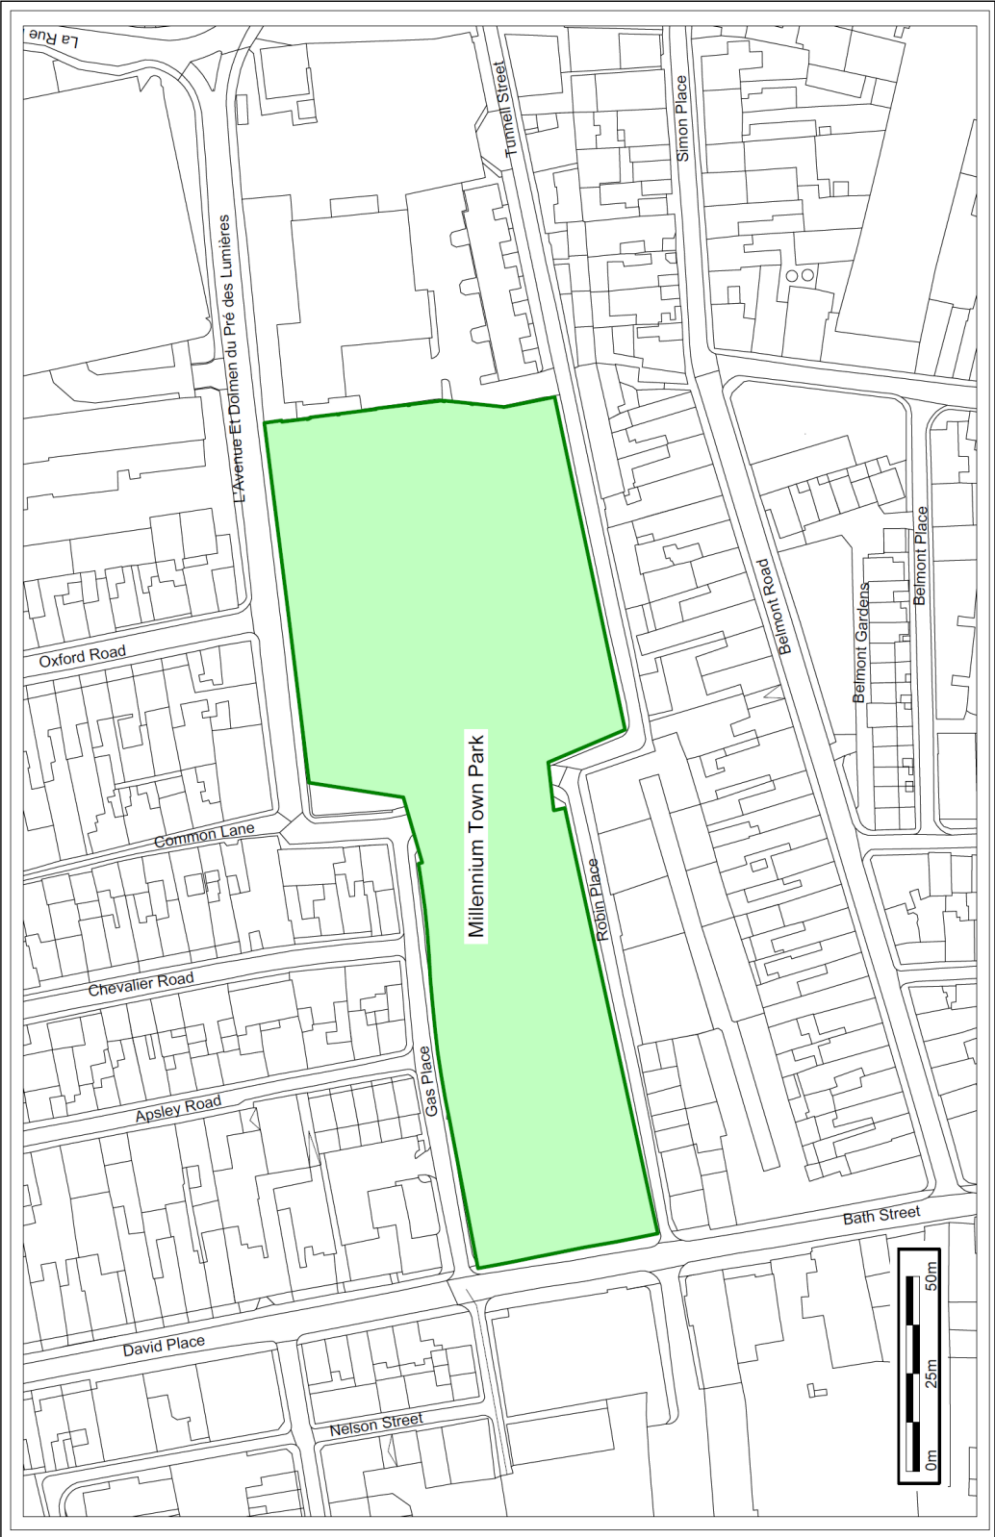 La Rue
Tunnell Street
Simon Place
L'Avenue Et Dolmen du Pré des Lumières
Oxford Road
Belmont Road
Belmont Gardens
Belmont Place
Millennium Town Park
Common Lane
Robin Place
Chevalier Road
Gas Place
Apsley Road
Bath Street
David Place
Nelson Street
0m 25m 50m